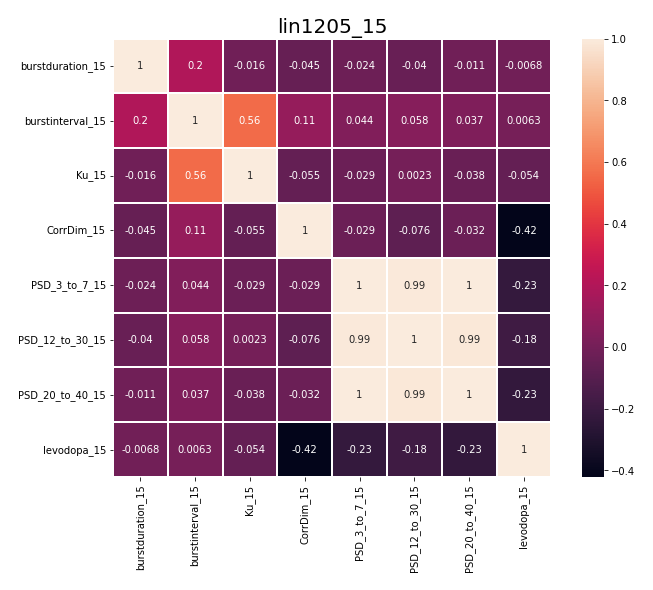 lin1205_15
burstduration_15 1 0.2 -0.016 -0.045 -0.024 -0.04 -0.011 -0.0068
burstinterval_15 0.2 1 0.56 0.11 0.044 0.058 0.037 0.0063
Ku_15 -0.016 0.56 1 -0.055 -0.029 0.0023 -0.038 -0.054
CorrDim_15 -0.045 0.11 -0.055 1 -0.029 -0.076 -0.032 -0.42
PSD_3_to_7_15 -0.024 0.044 -0.029 -0.029 1 0.99 1 -0.23
PSD_12_to_30_15 -0.04 0.058 0.0023 -0.076 0.99 1 0.99 -0.18
PSD_20_to_40_15 -0.011 0.037 -0.038 -0.032 1 0.99 1 -0.23
levodopa_15 -0.0068 0.0063 -0.054 -0.42 -0.23 -0.18 -0.23 1
burstduration_15
burstinterval_15
Ku_15
CorrDim_15
PSD_3_to_7_15
PSD_12_to_30_15
PSD_20_to_40_15
levodopa_15
1.0
0.8
0.6
0.4
0.2
0.0
−0.2
−0.4